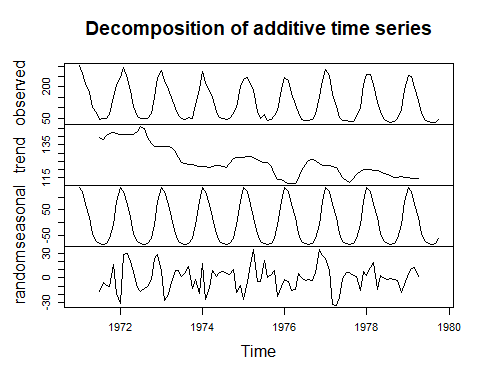 Decomposition of additive time series
observed
50
200
trend
115
135
seasonal
-50
50
random
-30
0
30
1972 1974 1976 1978 1980
Time